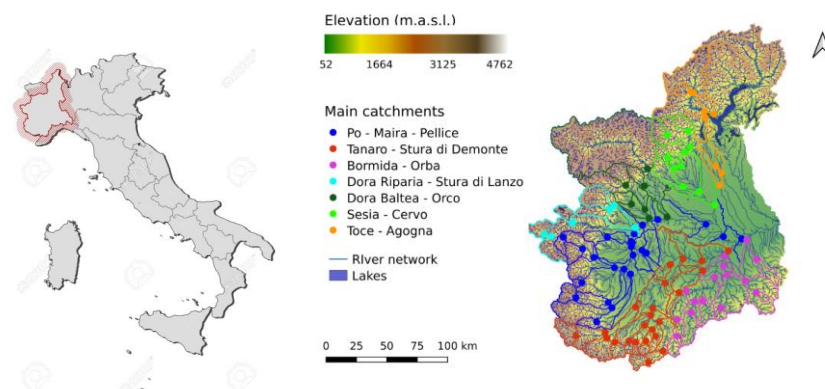 Elevation (m.a.s.l.)
52 1664 3125 4762
Main catchments
Po - Maira - Pellice
Tanaro - Stura di Demonte
Bormida - Orba
Dora Riparia - Stura di Lanzo
Dora Baltea - Orco
Sesia - Cervo
Toce - Agogna
RIver network
Lakes
0 25 50 75 100 km